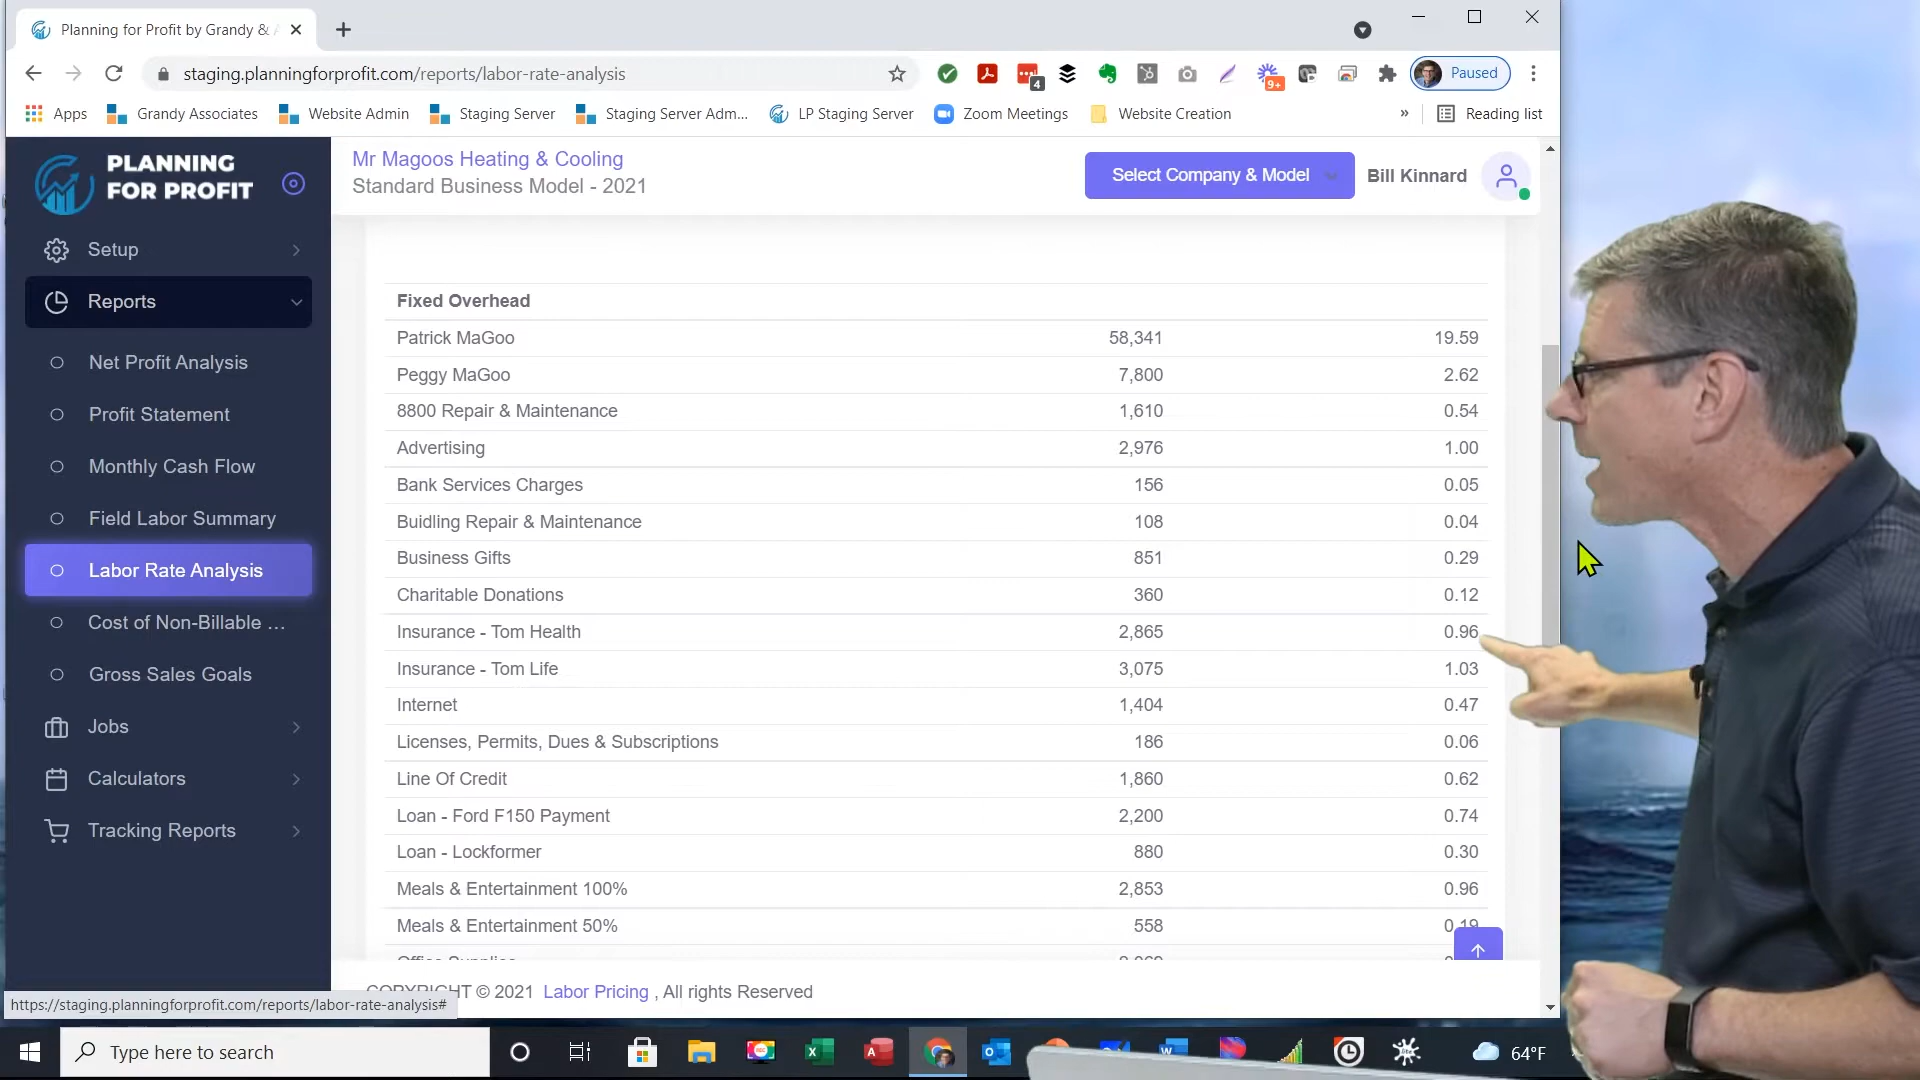 Planning for Profit by Grandy & A
staging.planningforprofit.com/reports/labor-rate-analysis
4
9+
Paused
Apps
Grandy Associates
Website Admin
Staging Server
Staging Server Adm...
LP Staging Server
Zoom Meetings
Website Creation
»
Reading list
PLANNING
FOR PROFIT
Mr Magoos Heating & Cooling
Standard Business Model - 2021
Select Company & Model
Bill Kinnard
Setup
Reports
Net Profit Analysis
Profit Statement
Monthly Cash Flow
Field Labor Summary
Labor Rate Analysis
Cost of Non-Billable ...
Gross Sales Goals
Jobs
Calculators
Tracking Reports
Fixed Overhead
Patrick MaGoo 58,341 19.59
Peggy MaGoo 7,800 2.62
8800 Repair & Maintenance 1,610 0.54
Advertising 2,976 1.00
Bank Services Charges 156 0.05
Buidling Repair & Maintenance 108 0.04
Business Gifts 851 0.29
Charitable Donations 360 0.12
Insurance - Tom Health 2,865 0.96
Insurance - Tom Life 3,075 1.03
Internet 1,404 0.47
Licenses, Permits, Dues & Subscriptions 186 0.06
Line Of Credit 1,860 0.62
Loan - Ford F150 Payment 2,200 0.74
Loan - Lockformer 880 0.30
Meals & Entertainment 100% 2,853 0.96
Meals & Entertainment 50% 558 0.19
COPYRIGHT © 2021 Labor Pricing , All rights Reserved
https://staging.planningforprofit.com/reports/labor-rate-analysis#
Type here to search
64°F